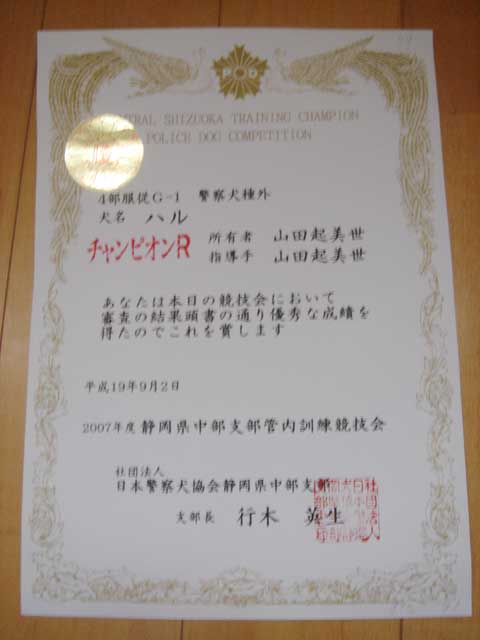 POD
TRAL SHIZUOKA TRAINING CHAMPION
POLICE DOG COMPETITION
4部服従G-1 警察犬種外
犬名 ハル
チャンピオンR
所有者 山田起美世
指導手 山田起美世
あなたは本日の競技会において
審査の結果頭書の通り優秀な成績を
得たのでこれを賞します
平成19年9月2日
2007年度 静岡県中部支部管内訓練競技会
社団法人
日本警察犬協会静岡県中部支部
支部長 行木 英生